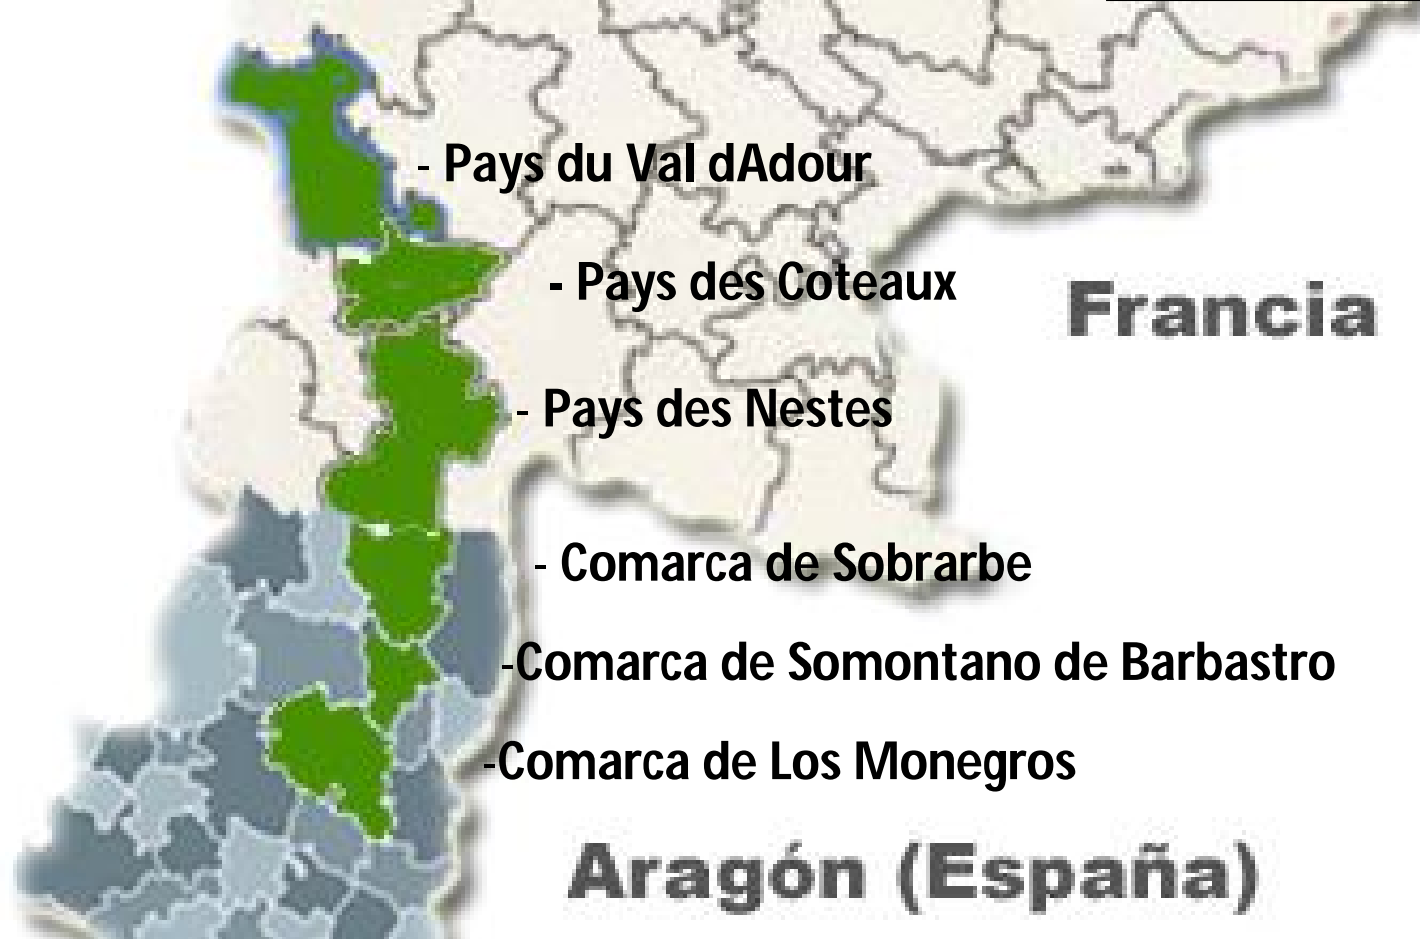 - Pays du Val dAdour
- Pays des Coteaux
Francia
- Pays des Nestes
- Comarca de Sobrarbe
-Comarca de Somontano de Barbastro
-Comarca de Los Monegros
Aragón (España)